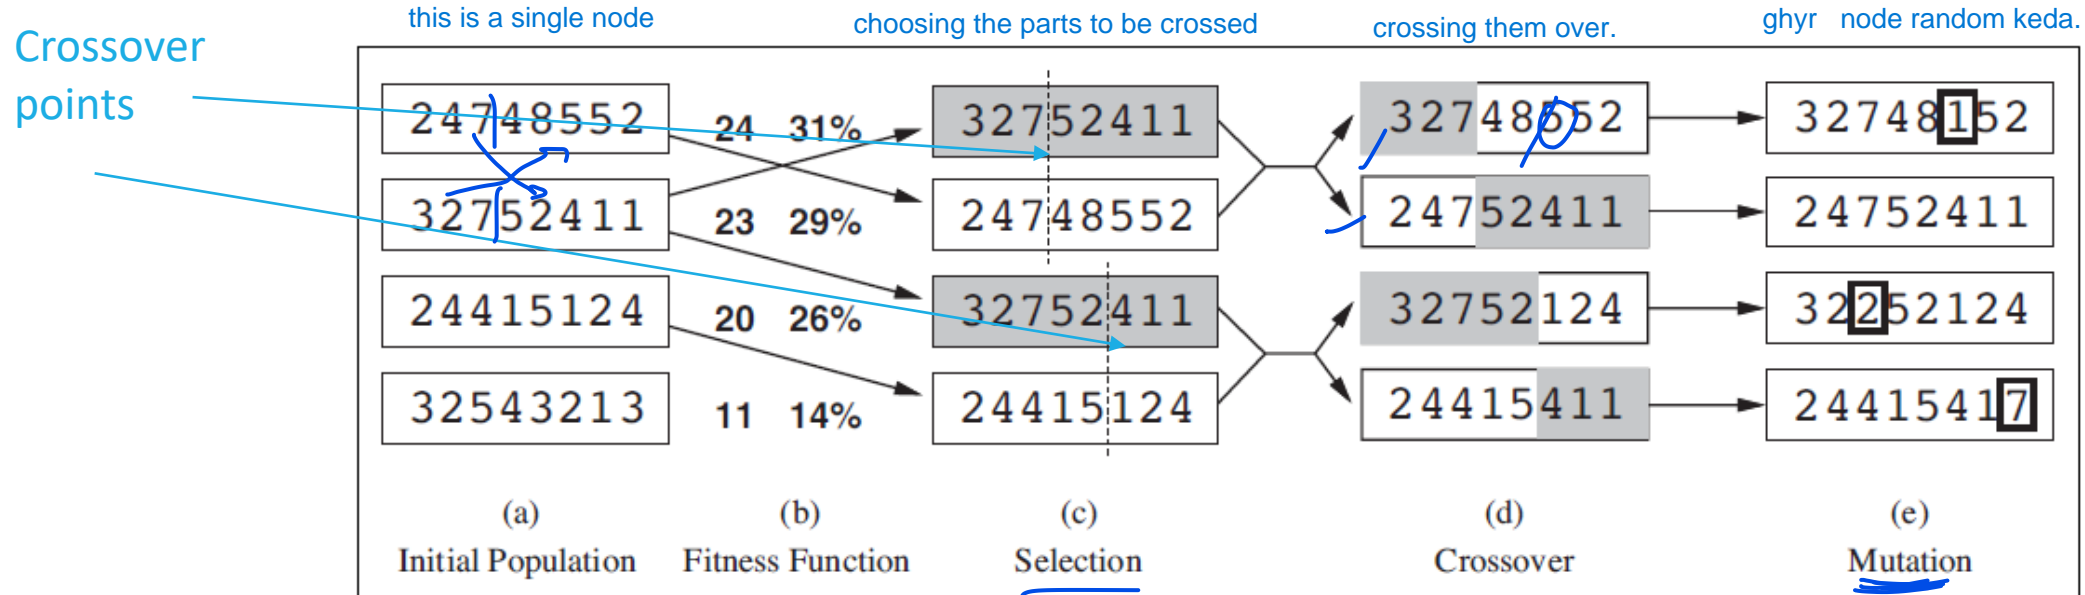 this is a single node
choosing the parts to be crossed
crossing them over.
ghyr node random keda.
Crossover
points
24748552
24 31%
32752411
32748552
32748152
32752411
23 29%
24748552
24752411
24752411
24415124
20 26%
32752411
32752124
32252124
32543213
11 14%
24415124
24415411
24415417
(a)
(b)
(c)
(d)
(e)
Initial Population
Fitness Function
Selection
Crossover
Mutation